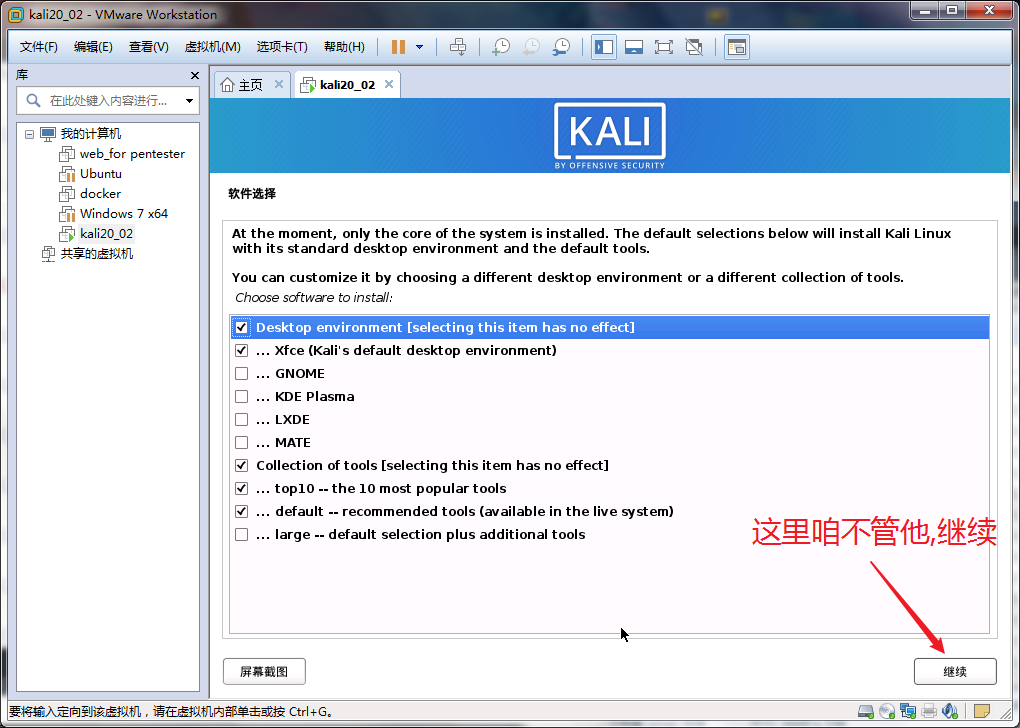 kali20_02 - VMware Workstation
文件(F) 编辑(E) 查看(V) 虚拟机(M) 选项卡(T) 帮助(H)
库
主页
kali20_02
在此处键入内容进行...
我的计算机
web_for pentester
Ubuntu
docker
Windows 7 x64
kali20_02
共享的虚拟机
KALI
BY OFFENSIVE SECURITY
软件选择
At the moment, only the core of the system is installed. The default selections below will install Kali Linux
with its standard desktop environment and the default tools.
You can customize it by choosing a different desktop environment or a different collection of tools.
Choose software to install:
Desktop environment [selecting this item has no effect]
... Xfce (Kali's default desktop environment)
... GNOME
... KDE Plasma
... LXDE
... MATE
Collection of tools [selecting this item has no effect]
... top10 -- the 10 most popular tools
... default -- recommended tools (available in the live system)
... large -- default selection plus additional tools
这里咱不管他,继续
屏幕截图
继续
要将输入定向到该虚拟机，请在虚拟机内部单击或按 Ctrl+G。